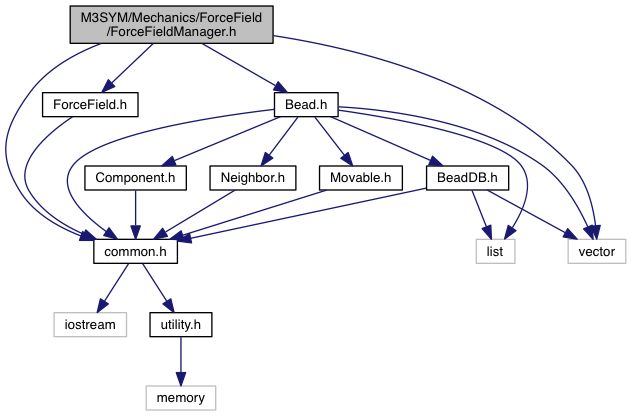 M3SYM/Mechanics/ForceField
/ForceFieldManager.h
ForceField.h
Bead.h
Component.h
Neighbor.h
Movable.h
BeadDB.h
common.h
list
vector
iostream
utility.h
memory